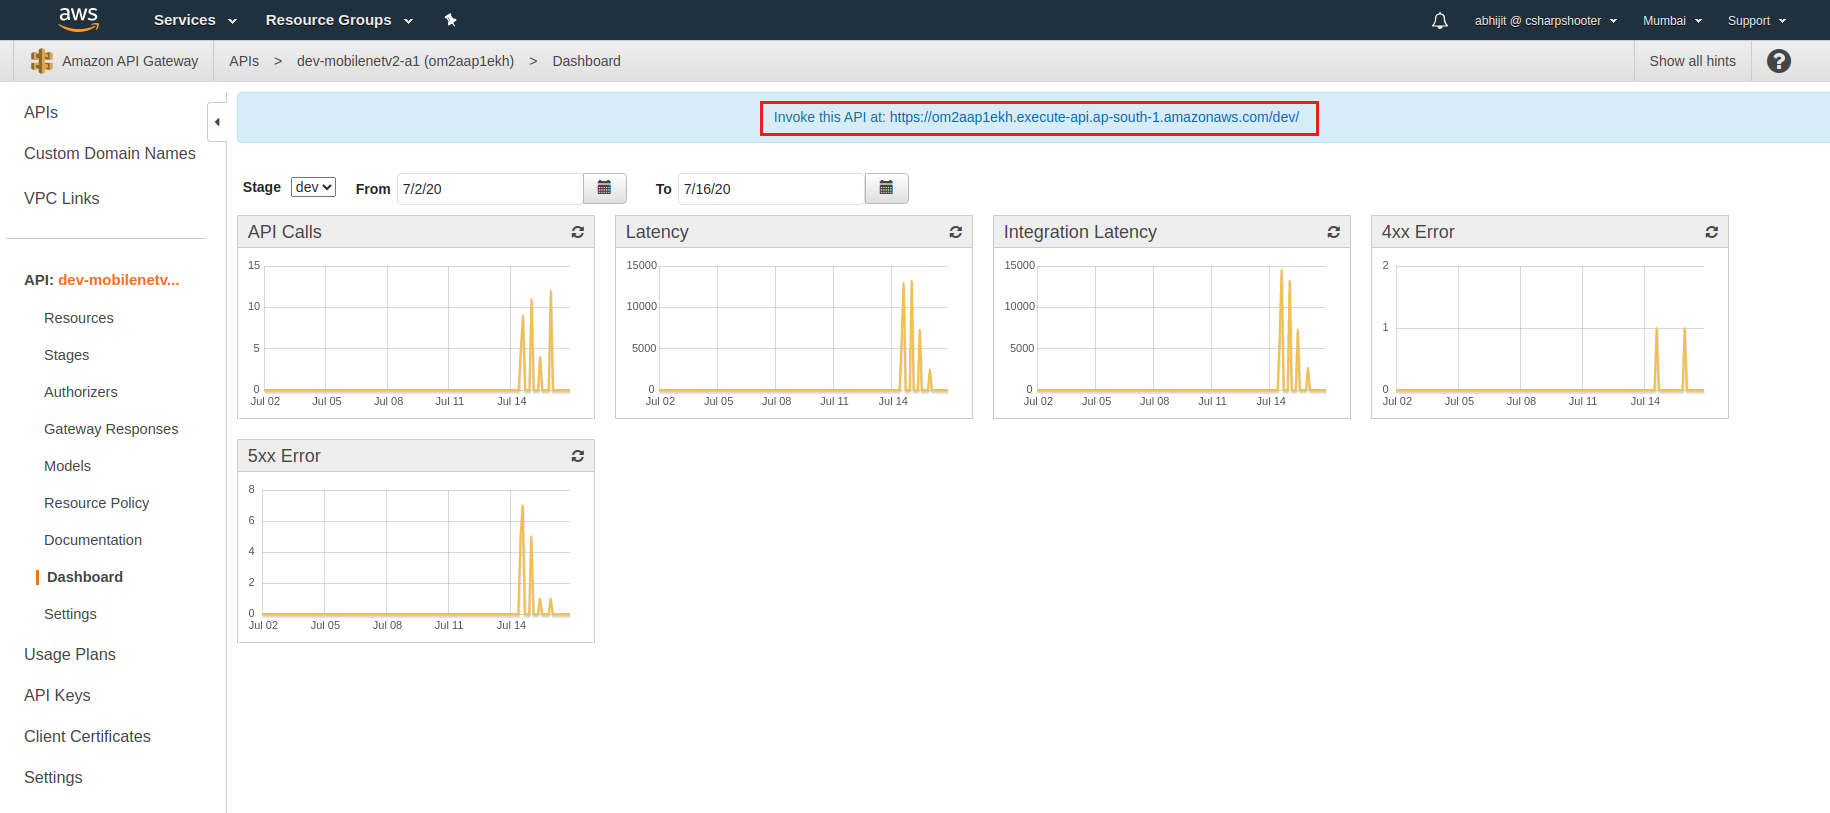 aws Services Resource Groups abhijit @ csharpshooter Mumbai Support
Amazon API Gateway APIs > dev-mobilenetv2-a1 (om2aap1ekh) > Dashboard Show all hints ?
APIs
Custom Domain Names
VPC Links
API: dev-mobilenetv...
Resources
Stages
Authorizers
Gateway Responses
Models
Resource Policy
Documentation
Dashboard
Settings
Usage Plans
API Keys
Client Certificates
Settings
Invoke this API at: https://om2aap1ekh.execute-api.ap-south-1.amazonaws.com/dev/
Stage dev From 7/2/20 To 7/16/20
API Calls
15
10
5
0
Jul 02 Jul 05 Jul 08 Jul 11 Jul 14
Latency
15000
10000
5000
0
Jul 02 Jul 05 Jul 08 Jul 11 Jul 14
Integration Latency
15000
10000
5000
0
Jul 02 Jul 05 Jul 08 Jul 11 Jul 14
4xx Error
2
1
0
Jul 02 Jul 05 Jul 08 Jul 11 Jul 14
5xx Error
8
6
4
2
0
Jul 02 Jul 05 Jul 08 Jul 11 Jul 14